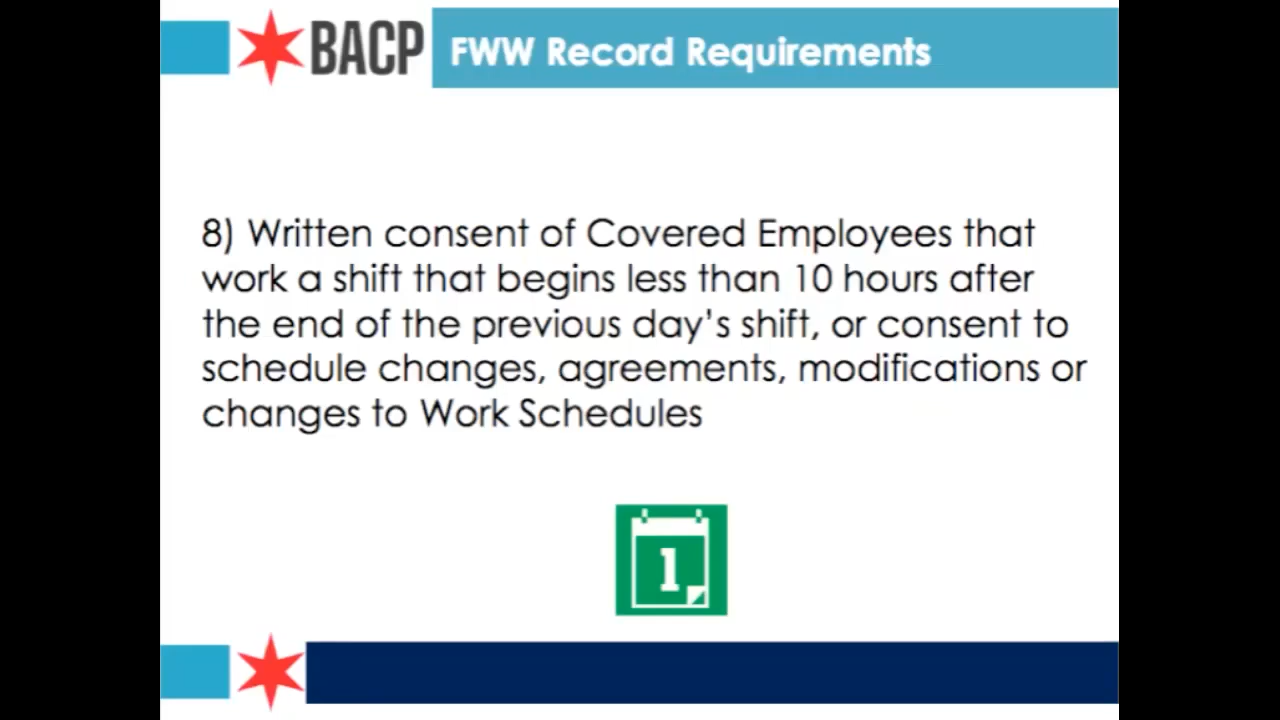 BACP
FWW Record Requirements
8) Written consent of Covered Employees that
work a shift that begins less than 10 hours after
the end of the previous day's shift, or consent to
schedule changes, agreements, modifications or
changes to Work Schedules
1